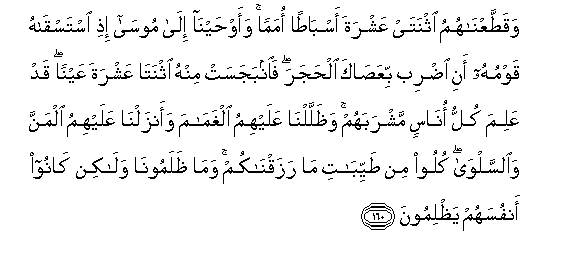 وَقَطَّعْنَٰهُمُ ٱثْنَتَىْ عَشْرَةَ أَسْبَاطًا أُمَمًا ۚ وَأَوْحَيْنَآ إِلَىٰ مُوسَىٰٓ إِذِ ٱسْتَسْقَىٰهُ
قَوْمُهُۥٓ أَنِ ٱضْرِب بِّعَصَاكَ ٱلْحَجَرَ ۖ فَٱنۢبَجَسَتْ مِنْهُ ٱثْنَتَا عَشْرَةَ عَيْنًا ۖ قَدْ
عَلِمَ كُلُّ أُنَاسٍ مَّشْرَبَهُمْ ۚ وَظَلَّلْنَا عَلَيْهِمُ ٱلْغَمَٰمَ وَأَنزَلْنَا عَلَيْهِمُ ٱلْمَنَّ
وَٱلسَّلْوَىٰ ۖ كُلُوا۟ مِن طَيِّبَٰتِ مَا رَزَقْنَٰكُمْ ۚ وَمَا ظَلَمُونَا وَلَٰكِن كَانُوٓا۟
أَنفُسَهُمْ يَظْلِمُونَ ١٦٠